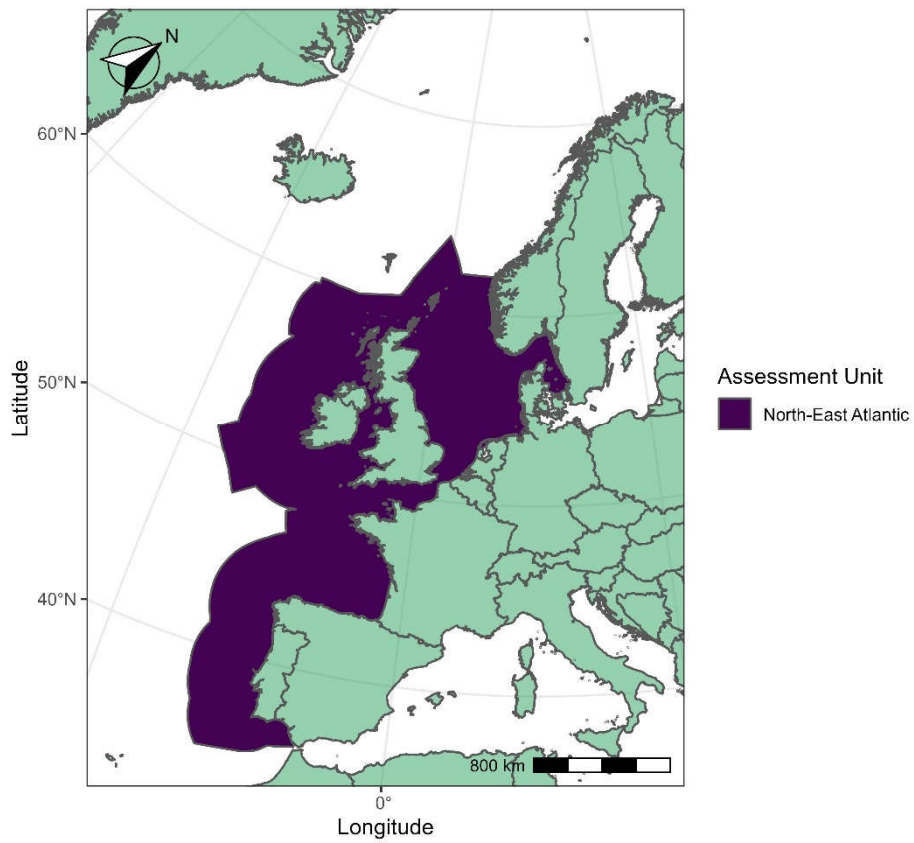 N
60°N
50°N
40°N
Latitude
Assessment Unit
North-East Atlantic
800 km
0°
Longitude